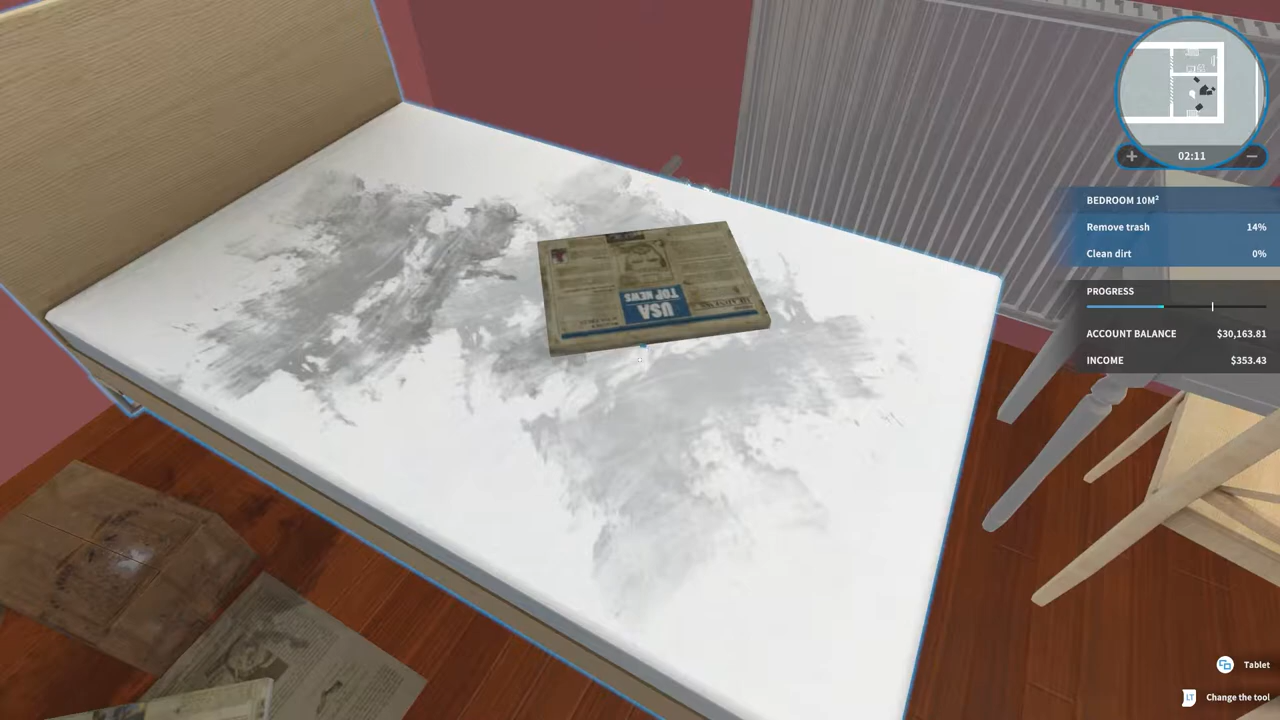 02:11
BEDROOM 10M²
Remove trash 14%
Clean dirt 0%
PROGRESS
ACCOUNT BALANCE $30,163.81
INCOME $353.43
USA
TOP NEWS
Tablet
LT Change the tool